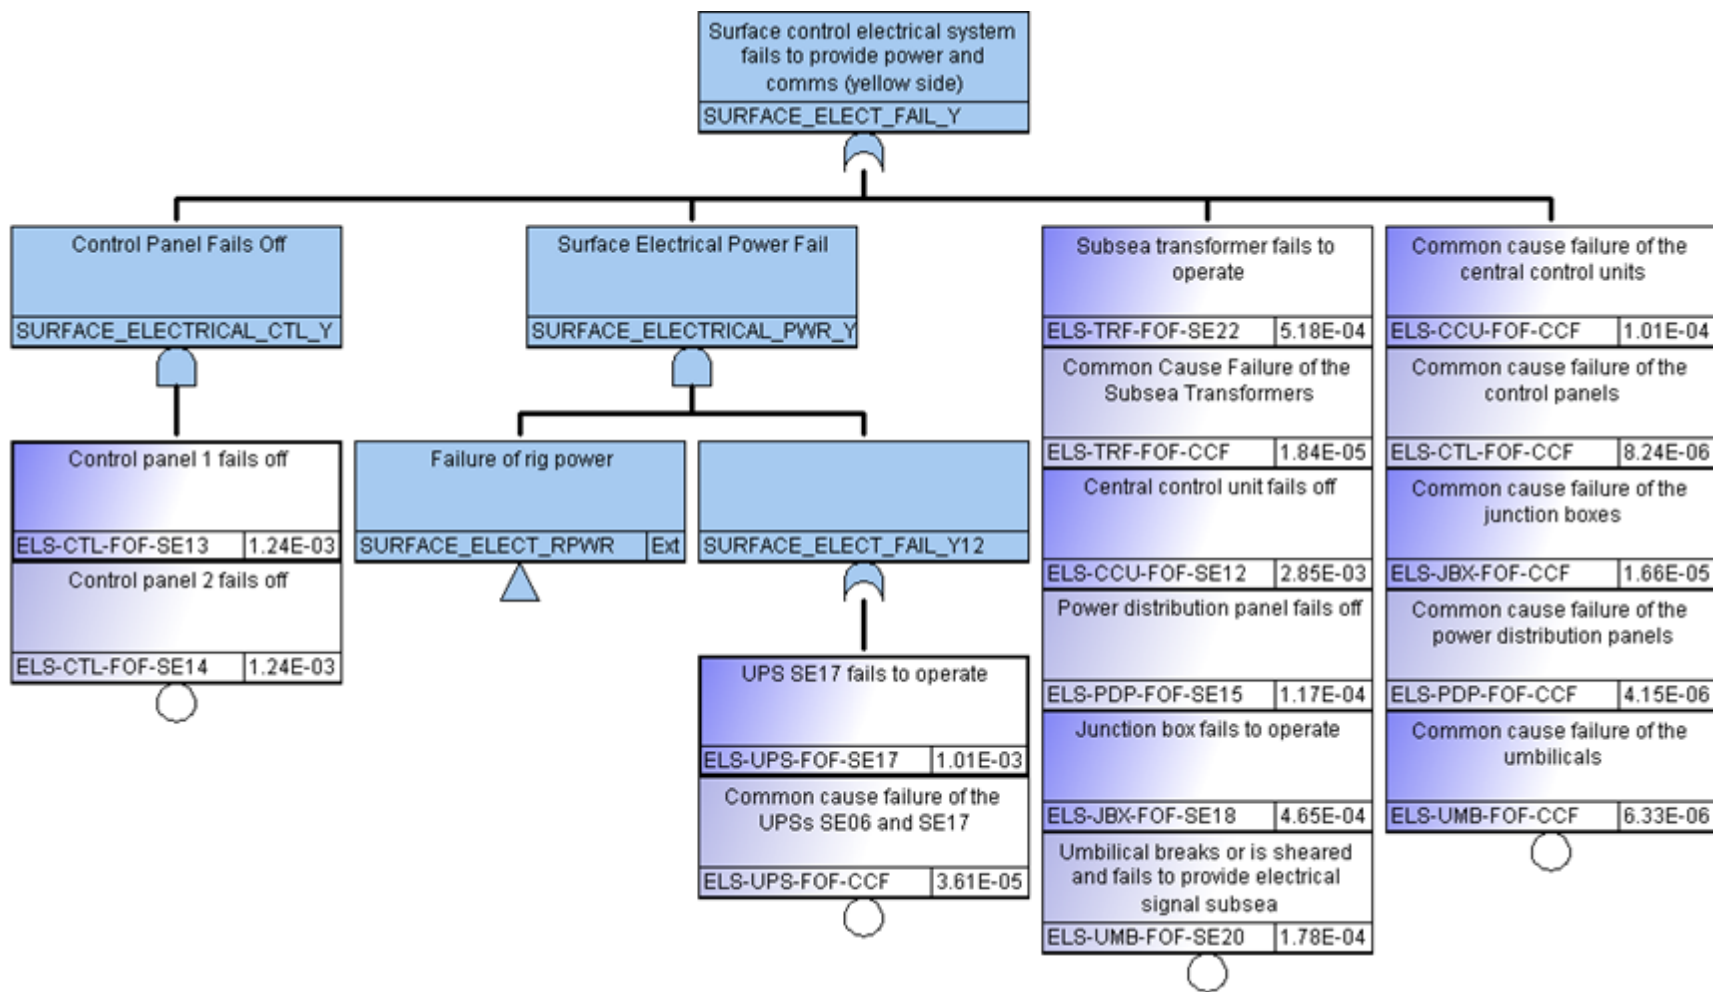 Surface control electrical system
fails to provide power and
comms (yellow side)
SURFACE_ELECT_FAIL_Y
Control Panel Fails Off
SURFACE_ELECTRICAL_CTL_Y
Surface Electrical Power Fail
SURFACE_ELECTRICAL_PWR_Y
Subsea transformer fails to
operate
ELS-TRF-FOF-SE22 5.18E-04
Common Cause Failure of the
Subsea Transformers
ELS-TRF-FOF-CCF 1.84E-05
Central control unit fails off
ELS-CCU-FOF-SE12 2.85E-03
Power distribution panel fails off
ELS-PDP-FOF-SE15 1.17E-04
Junction box fails to operate
ELS-JBX-FOF-SE18 4.65E-04
Umbilical breaks or is sheared
and fails to provide electrical
signal subsea
ELS-UMB-FOF-SE20 1.78E-04
Common cause failure of the
central control units
ELS-CCU-FOF-CCF 1.01E-04
Common cause failure of the
control panels
ELS-CTL-FOF-CCF 8.24E-06
Common cause failure of the
junction boxes
ELS-JBX-FOF-CCF 1.66E-05
Common cause failure of the
power distribution panels
ELS-PDP-FOF-CCF 4.15E-06
Common cause failure of the
umbilicals
ELS-UMB-FOF-CCF 6.33E-06
Control panel 1 fails off
ELS-CTL-FOF-SE13 1.24E-03
Control panel 2 fails off
ELS-CTL-FOF-SE14 1.24E-03
Failure of rig power
SURFACE_ELECT_RPWR Ext
SURFACE_ELECT_FAIL_Y12
UPS SE17 fails to operate
ELS-UPS-FOF-SE17 1.01E-03
Common cause failure of the
UPSs SE06 and SE17
ELS-UPS-FOF-CCF 3.61E-05